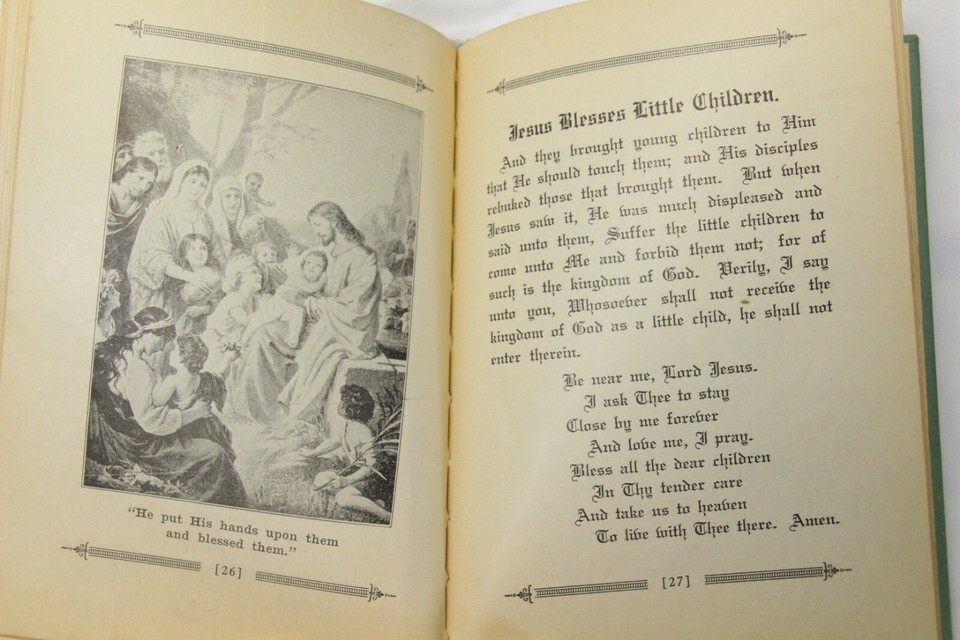 "He put His hands upon them
and blessed them."
[26]
Jesus Blesses Little Children.
And they brought young children to Him
that He should touch them; and His disciples
rebuked those that brought them. But when
Jesus saw it, He was much displeased and
said unto them, Suffer the little children to
come unto Me and forbid them not; for of
such is the kingdom of God. Verily, I say
unto you, Whosoever shall not receive the
kingdom of God as a little child, he shall not
enter therein.
Be near me, Lord Jesus.
I ask Thee to stay
Close by me forever
And love me, I pray.
Bless all the dear children
In Thy tender care
And take us to heaven
To live with Thee there. Amen.
[27]